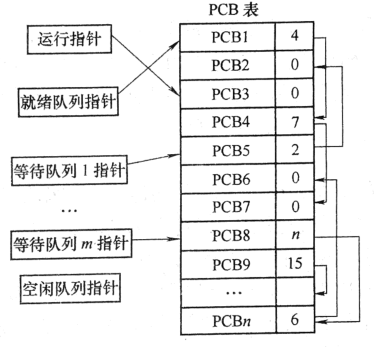 PCB 表
运行指针
就绪队列指针
等待队列 1 指针
…
等待队列 m 指针
空闲队列指针
PCB1 4
PCB2 0
PCB3 0
PCB4 7
PCB5 2
PCB6 0
PCB7 0
PCB8 n
PCB9 15
…
PCBn 6